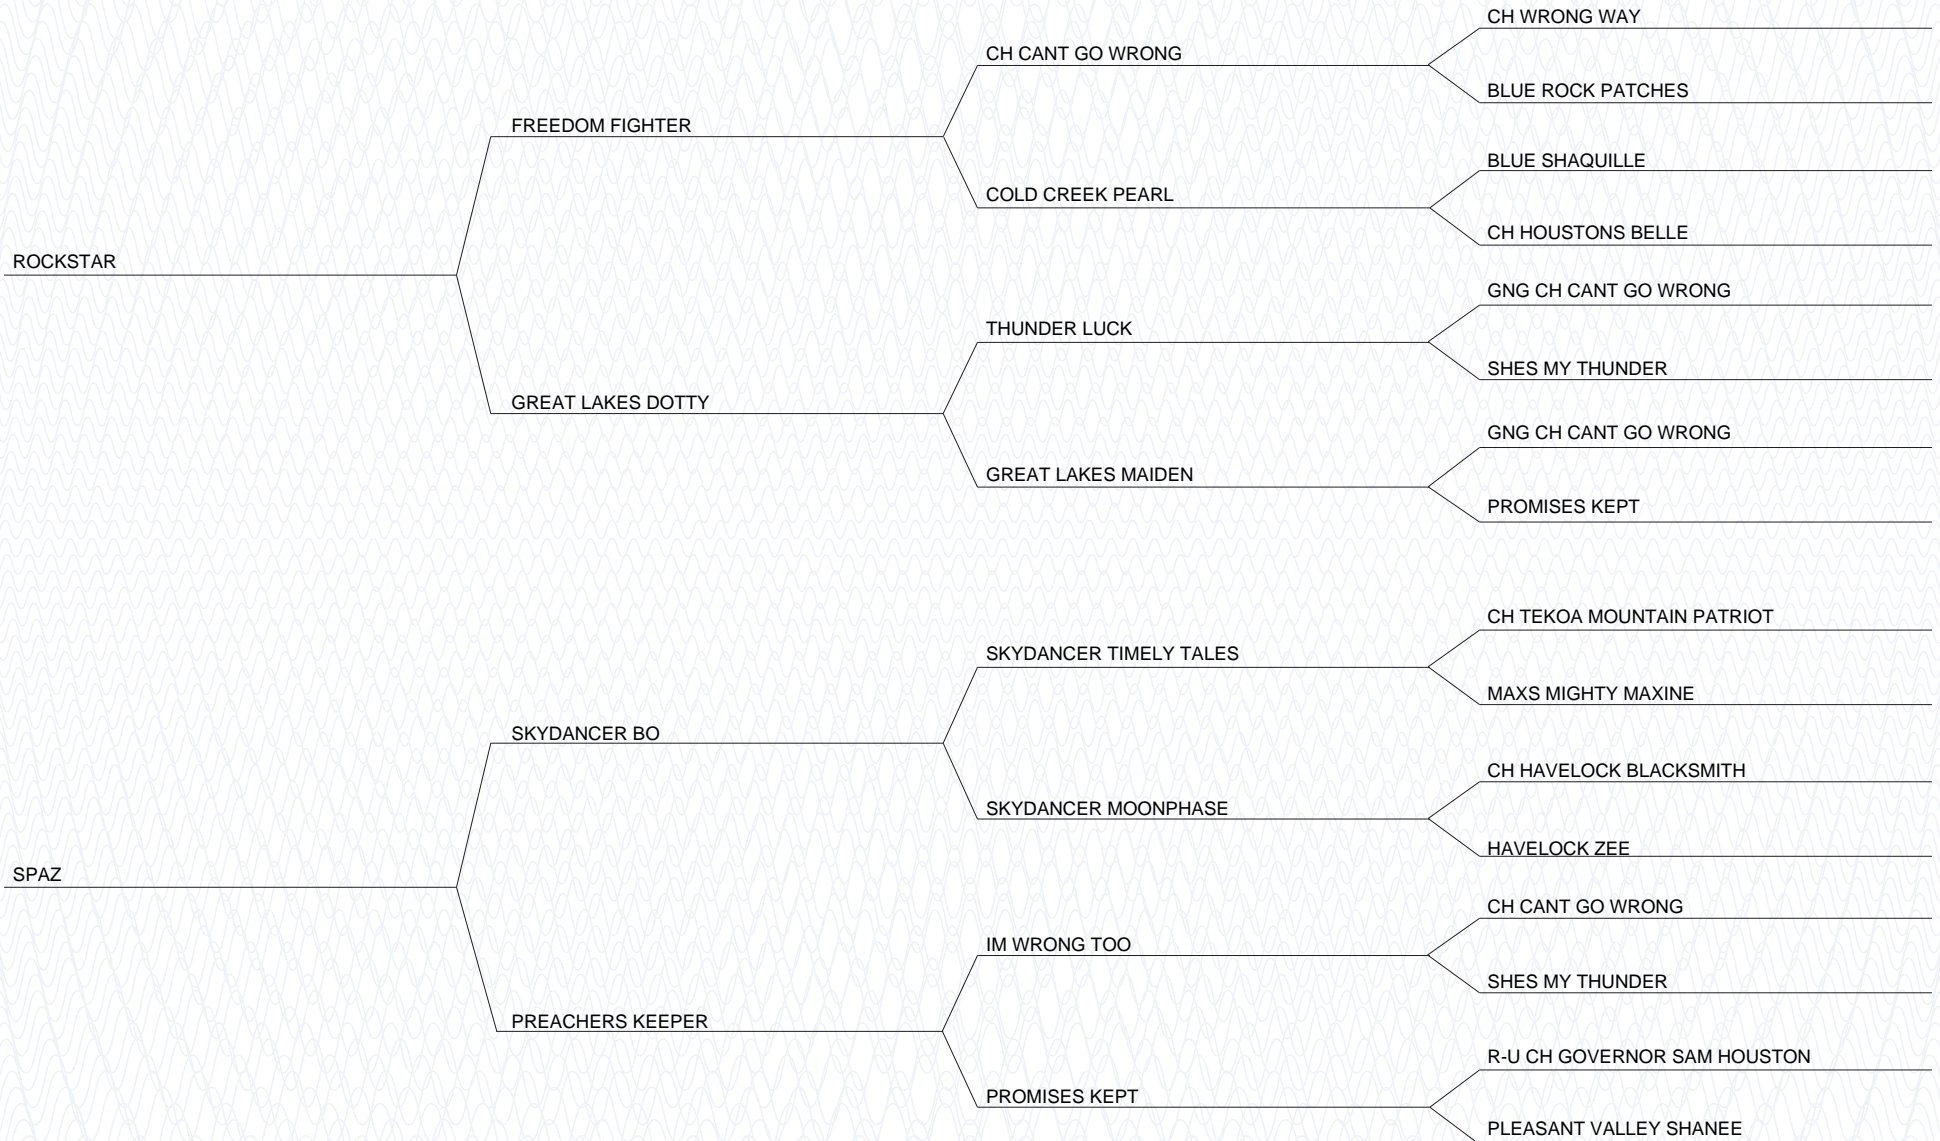 CH WRONG WAY
CH CANT GO WRONG
BLUE ROCK PATCHES
FREEDOM FIGHTER
BLUE SHAQUILLE
COLD CREEK PEARL
CH HOUSTONS BELLE
ROCKSTAR
GNG CH CANT GO WRONG
THUNDER LUCK
SHES MY THUNDER
GREAT LAKES DOTTY
GNG CH CANT GO WRONG
GREAT LAKES MAIDEN
PROMISES KEPT
CH TEKOA MOUNTAIN PATRIOT
SKYDANCER TIMELY TALES
MAXS MIGHTY MAXINE
SKYDANCER BO
CH HAVELOCK BLACKSMITH
SKYDANCER MOONPHASE
HAVELOCK ZEE
SPAZ
CH CANT GO WRONG
IM WRONG TOO
SHES MY THUNDER
PREACHERS KEEPER
R-U CH GOVERNOR SAM HOUSTON
PROMISES KEPT
PLEASANT VALLEY SHANEE